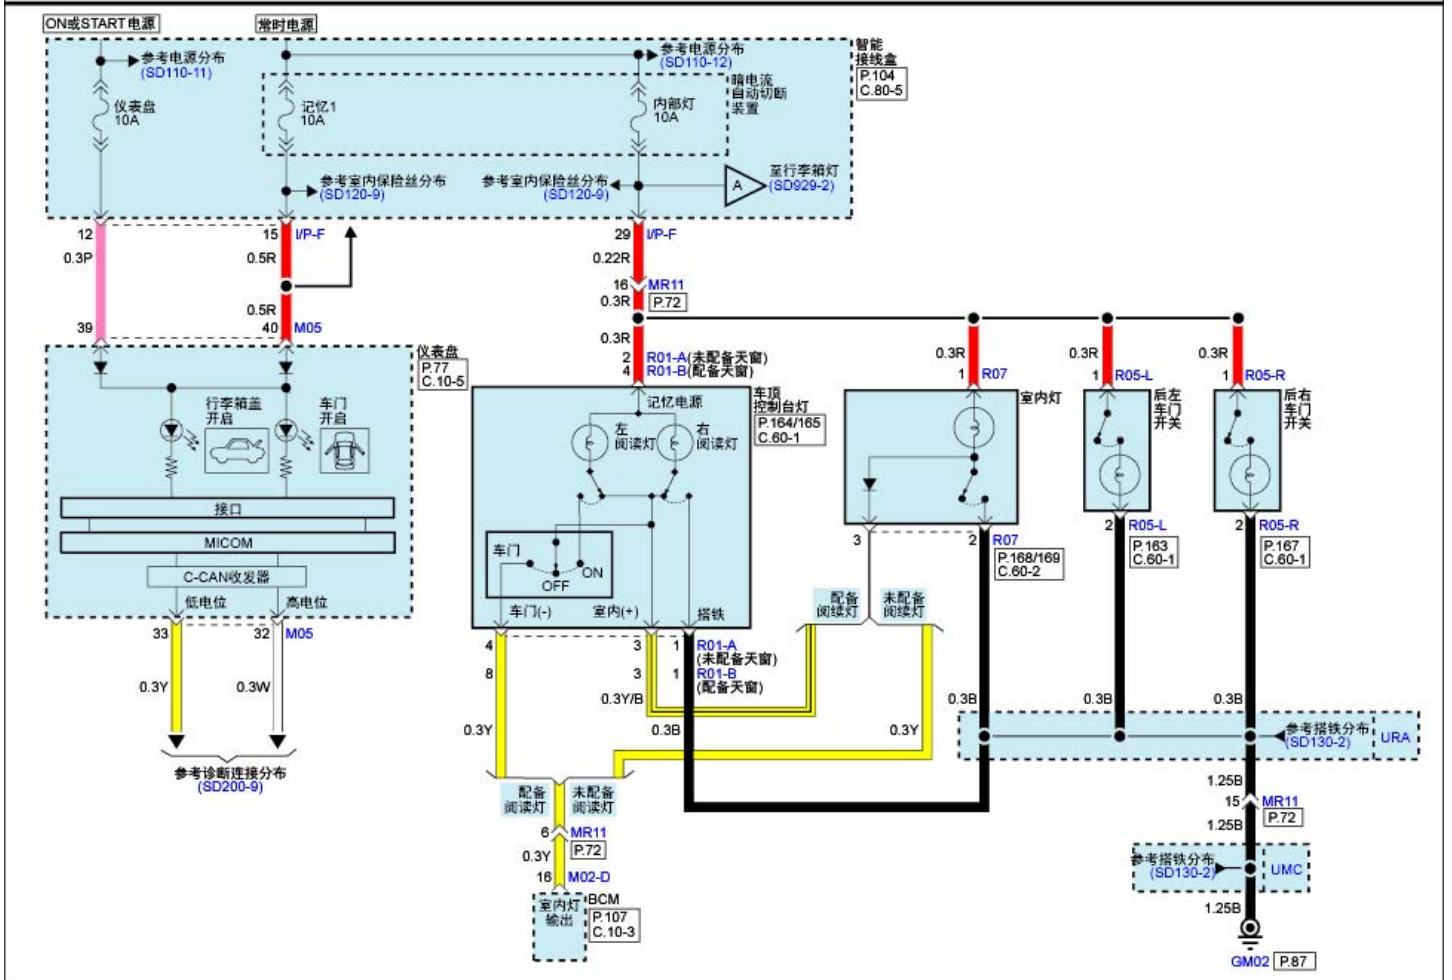 ON或START电源
常时电源
参考电源分布
(SD110-11)
参考电源分布
(SD110-12)
智能
接线盒
P.104
C.80-5
仪表盘
10A
记忆1
10A
内部灯
10A
暗电流
自动切断
装置
参考室内保险丝分布
(SD120-9)
参考室内保险丝分布
(SD120-9)
A
至行李箱灯
(SD929-2)
12
15
I/P-F
29
I/P-F
0.3P
0.5R
0.22R
16
MR11
0.3R
P.72
0.5R
39
40
M05
0.3R
2
R01-A(未配备天窗)
4
R01-B(配备天窗)
0.3R
1
R07
0.3R
1
R05-L
0.3R
1
R05-R
仪表盘
P.77
C.10-5
行李箱盖
开启
车门
开启
接口
MICOM
C-CAN收发器
低电位
高电位
33
32
M05
0.3Y
0.3W
参考诊断连接分布
(SD200-9)
记忆电源
车顶
控制台灯
P.164/165
C.60-1
左
阅读灯
右
阅读灯
车门
OFF
ON
车门(-)
室内(+)
搭铁
4
3
1
R01-A
(未配备天窗)
8
3
1
R01-B
(配备天窗)
0.3Y/B
0.3Y
0.3B
室内灯
3
2
R07
P.168/169
C.60-2
配备
阅续灯
未配备
阅续灯
0.3Y
0.3B
后左
车门
开关
2
R05-L
P.163
C.60-1
0.3B
后右
车门
开关
2
R05-R
P.167
C.60-1
0.3B
参考搭铁分布
(SD130-2)
URA
1.25B
15
MR11
P.72
1.25B
参考搭铁分布
(SD130-2)
UMC
1.25B
GM02
P.87
配备
阅读灯
未配备
阅读灯
6
MR11
P.72
0.3Y
16
M02-D
室内灯
输出
BCM
P.107
C.10-3